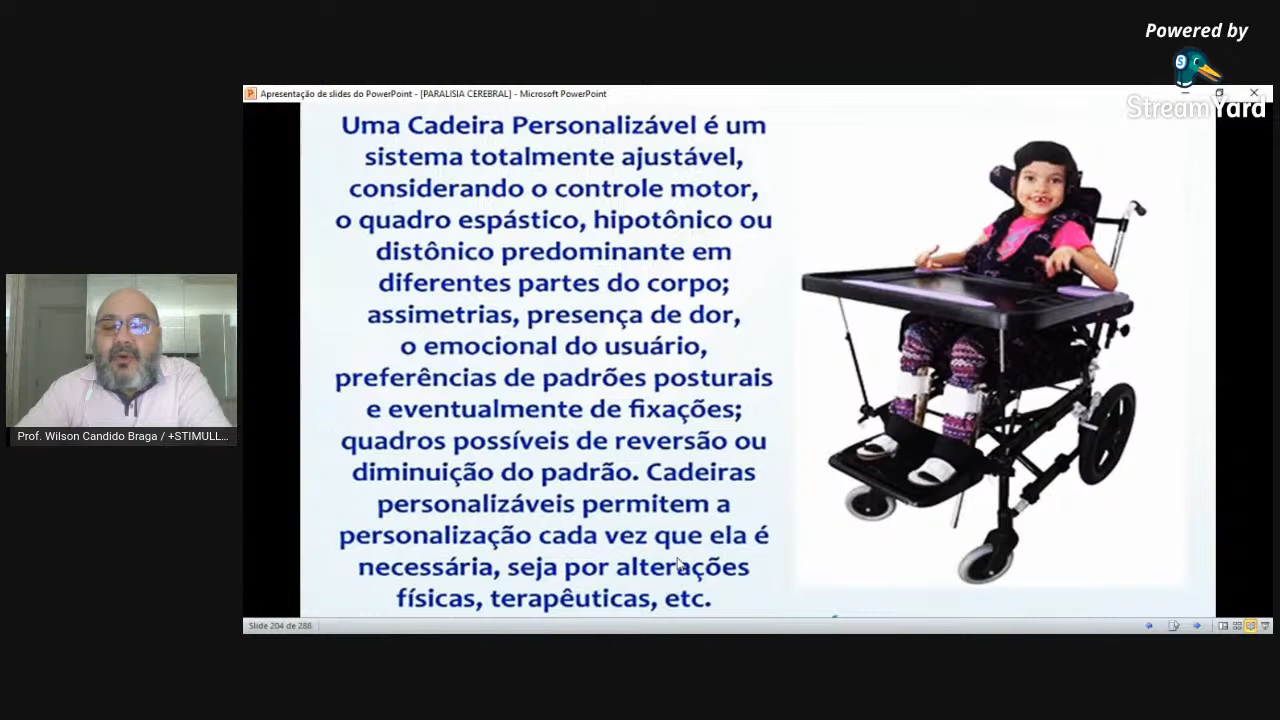 Powered by
StreamYard
Apresentação de slides do PowerPoint - [PARALISIA CEREBRAL] - Microsoft PowerPoint
Uma Cadeira Personalizável é um
sistema totalmente ajustável,
considerando o controle motor,
o quadro espástico, hipotônico ou
distônico predominante em
diferentes partes do corpo;
assimetrias, presença de dor,
o emocional do usuário,
preferências de padrões posturais
e eventualmente de fixações;
quadros possíveis de reversão ou
diminuição do padrão. Cadeiras
personalizáveis permitem a
personalização cada vez que ela é
necessária, seja por alterações
físicas, terapêuticas, etc.
Prof. Wilson Candido Braga / +STIMULL...
Slide 204 de 288